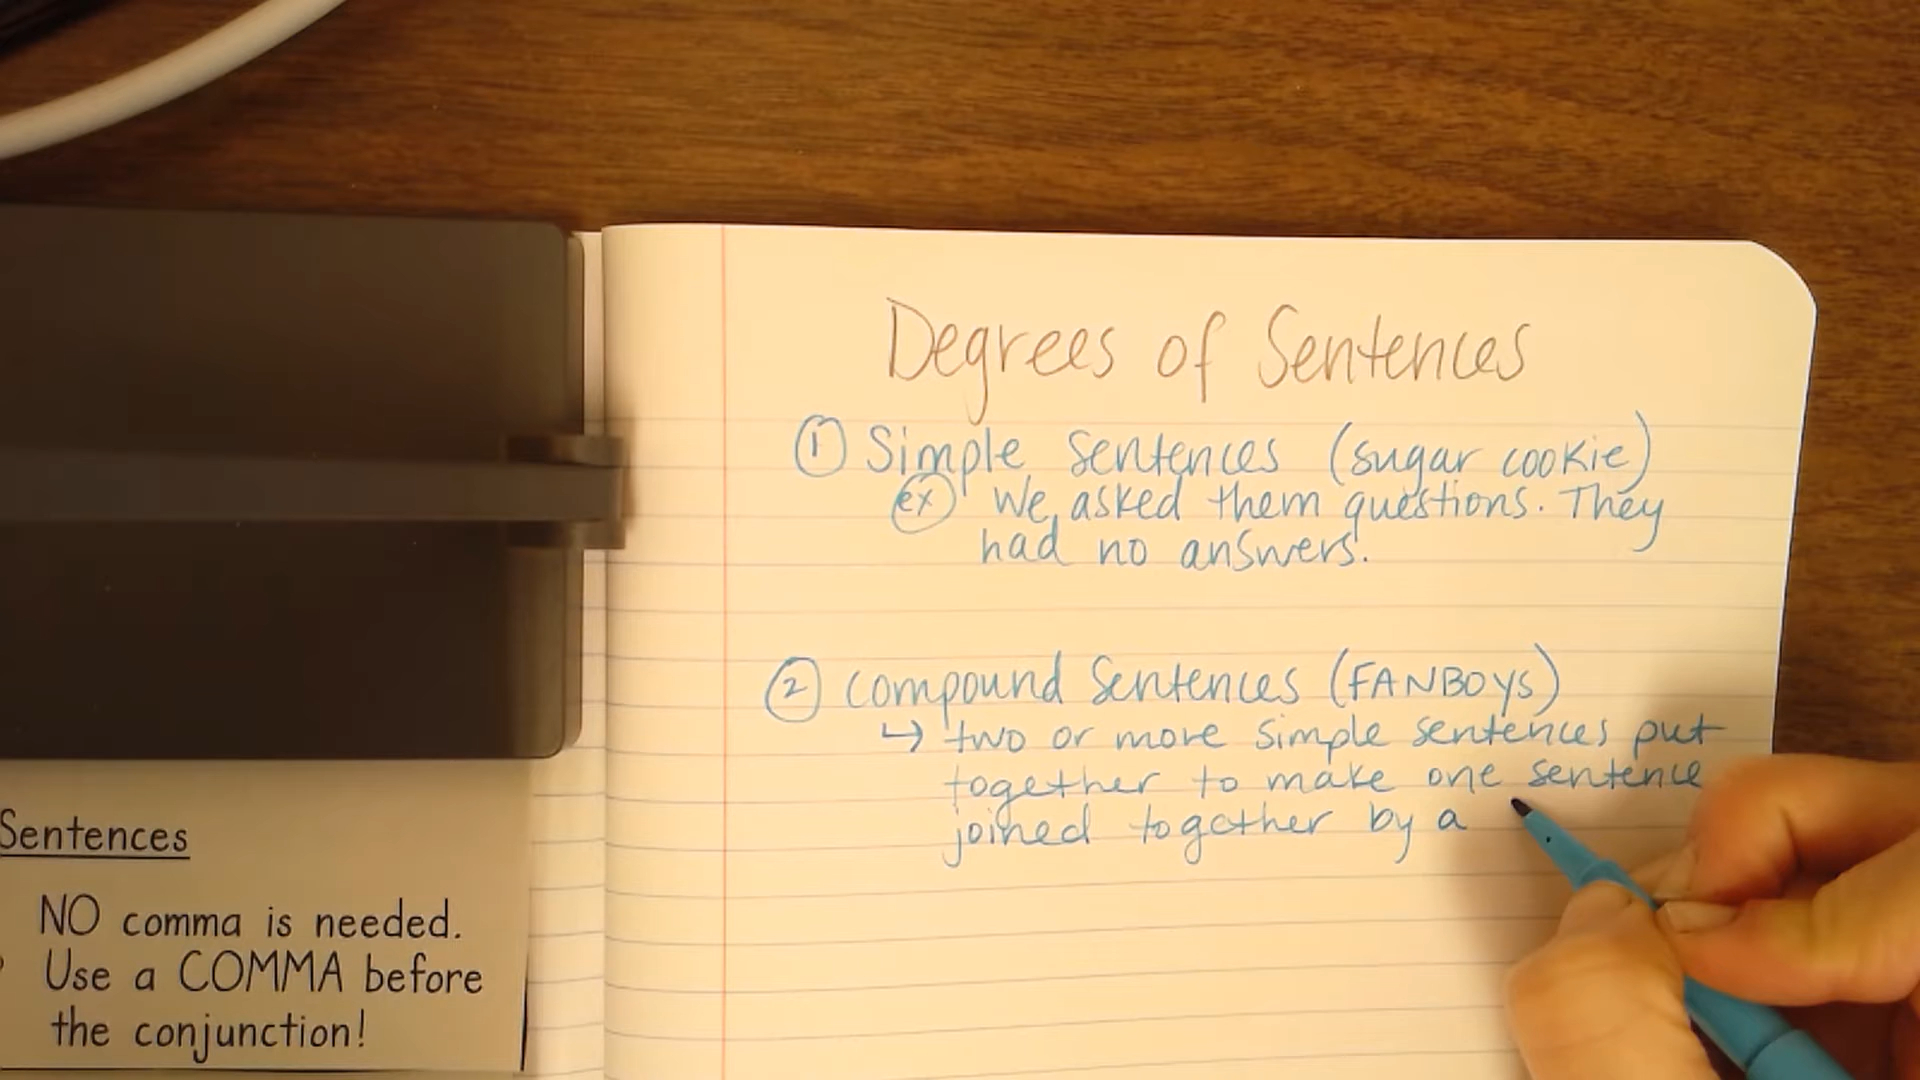 Degrees of Sentences
1 Simple Sentences (sugar cookie)
ex We asked them questions. They
had no answers.
2 Compound Sentences (FANBOYS)
↳ two or more simple sentences put
together to make one sentence
joined together by a
Sentences
NO comma is needed.
Use a COMMA before
the conjunction!